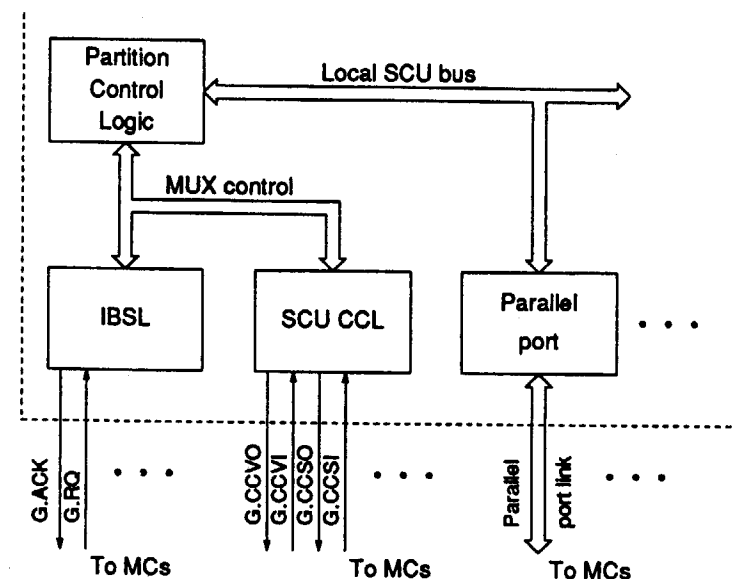 Partition
Control
Logic
Local SCU bus
MUX control
IBSL
SCU CCL
Parallel
port
G.ACK
G.RQ
G.CCVO
G.CCVI
G.CCSO
G.CCSI
Parallel
port link
To MCs
To MCs
To MCs